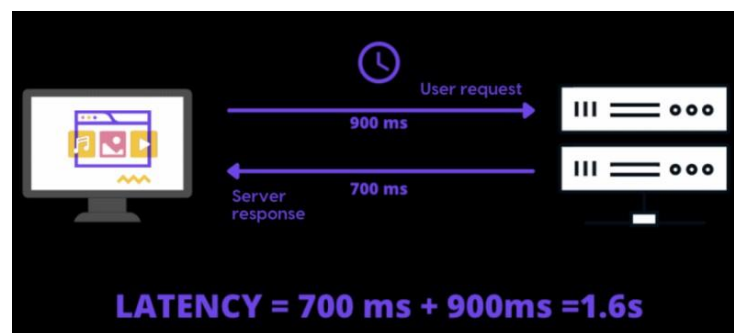 User request
900 ms
700 ms
Server
response
LATENCY = 700 ms + 900ms =1.6s